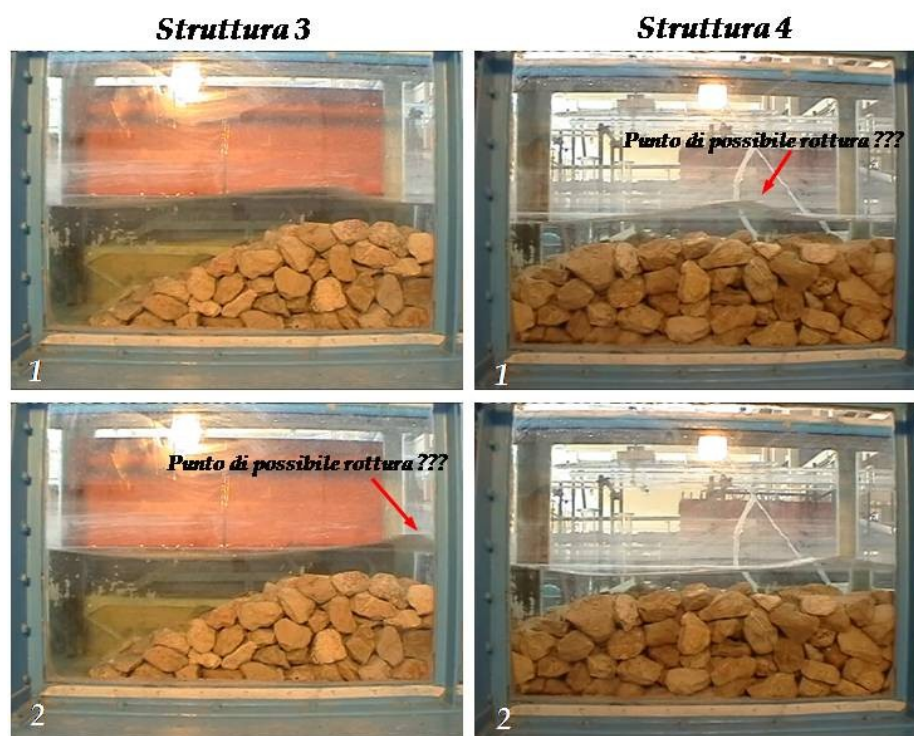 Struttura 3
Struttura 4
Punto di possibile rottura ???
1
1
Punto di possibile rottura ???
2
2